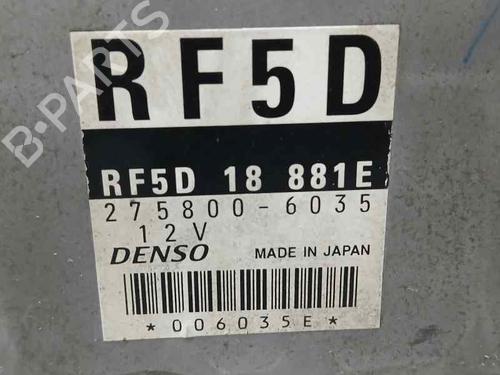 RF5D
RF5D 18 881E
275800-6035
12V
DENSO MADE IN JAPAN
*006035E*
B-PARTS